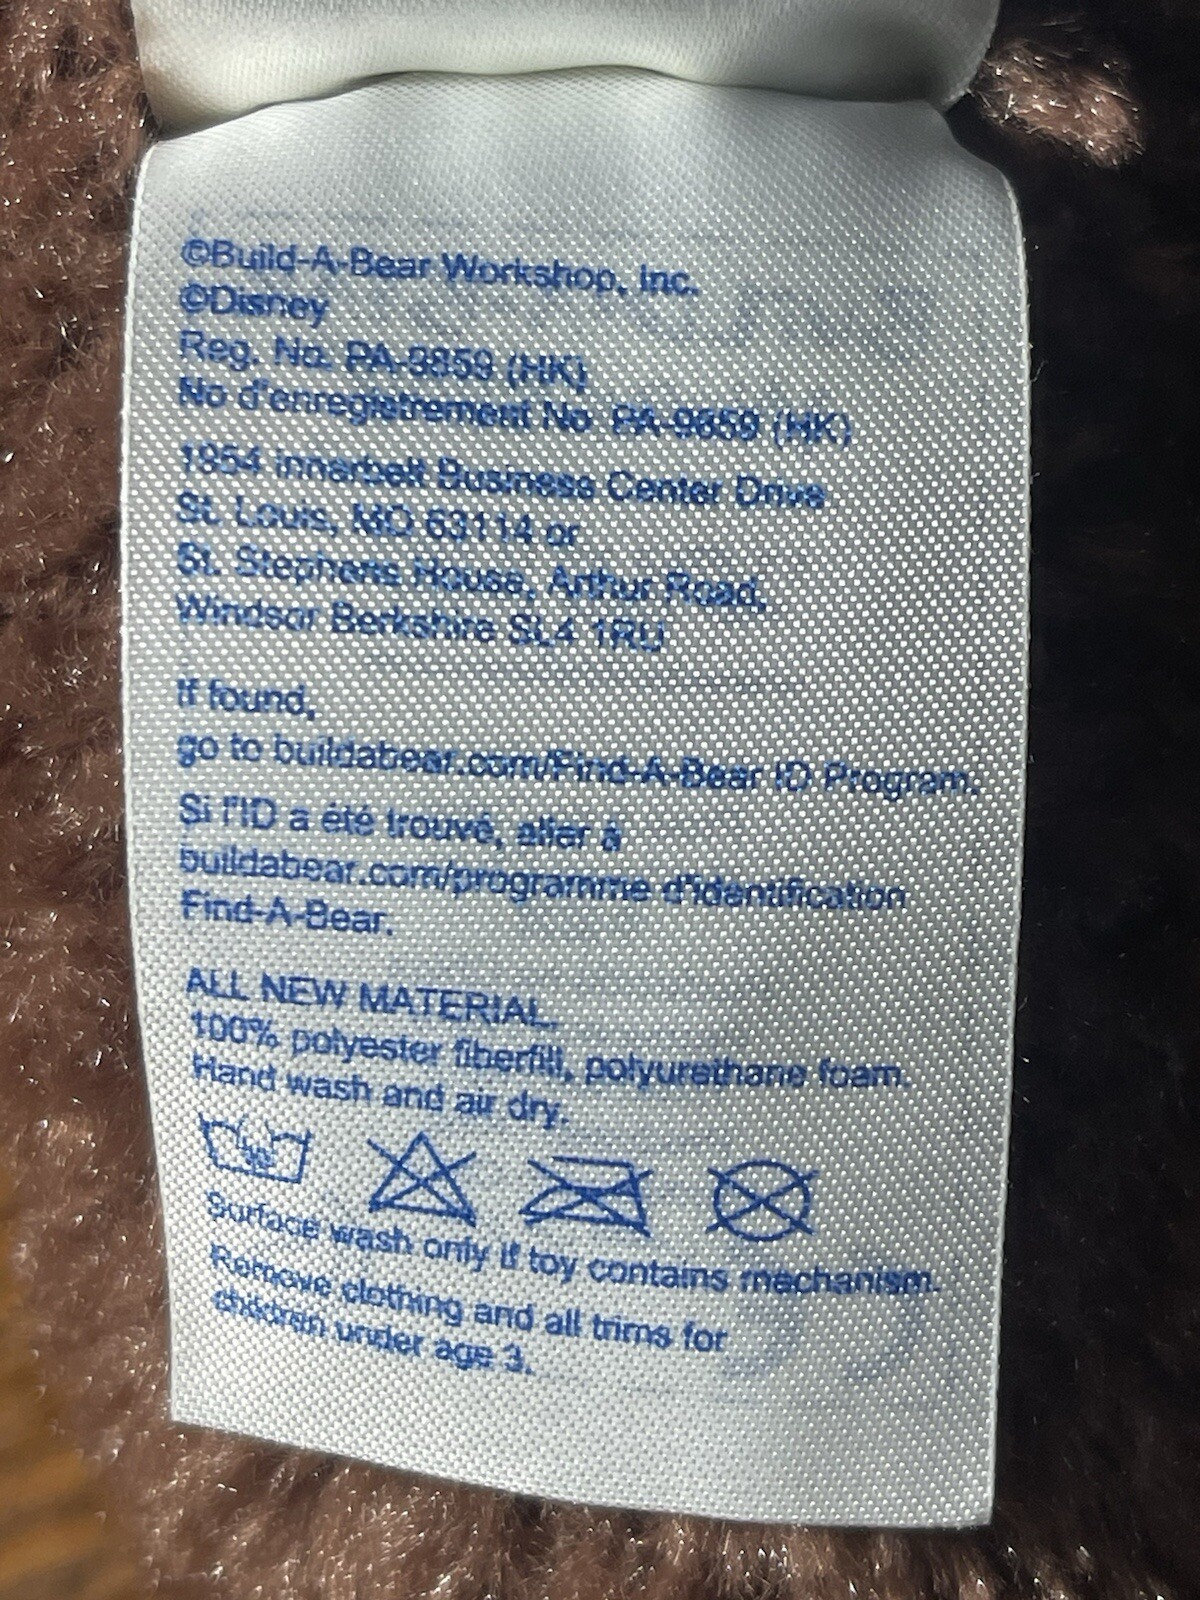 ©Build-A-Bear Workshop, Inc.
©Disney
Reg. No. PA-9859 (HK)
No d'enregistrement No PA-9859 (HK)
1954 Innerbelt Business Center Drive
St. Louis, MO 63114 or
St. Stephens House, Arthur Road,
Windsor Berkshire SL4 1RU
If found,
go to buildabear.com/Find-A-Bear ID Program.
Si l'ID a été trouvé, aller à
buildabear.com/programme d'identification
Find-A-Bear.
ALL NEW MATERIAL.
100% polyester fiberfill, polyurethane foam.
Hand wash and air dry.
Surface wash only if toy contains mechanism.
Remove clothing and all trims for
children under age 3.